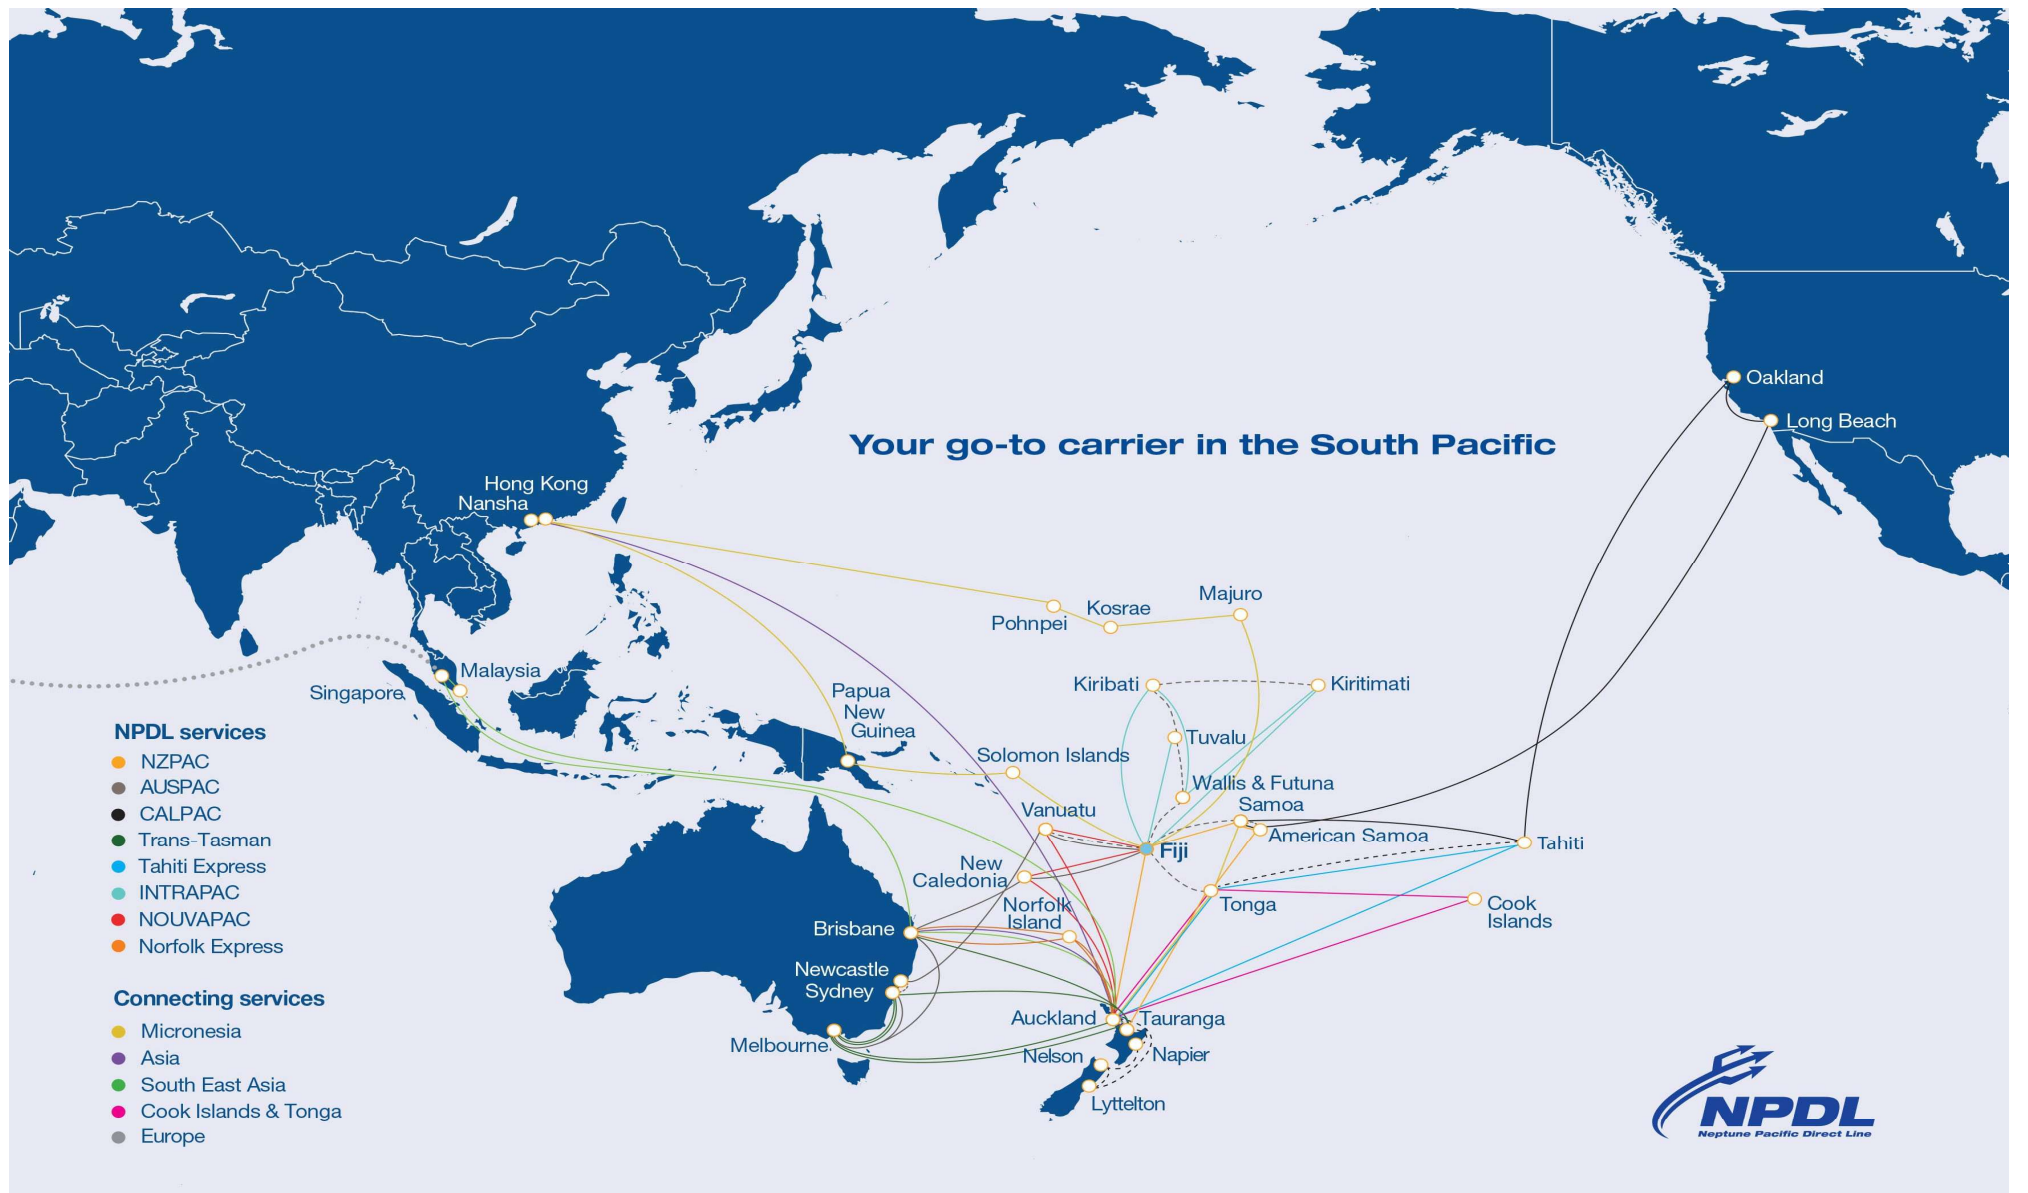 Oakland
Long Beach
Your go-to carrier in the South Pacific
Hong Kong
Nansha
Majuro
Kosrae
Pohnpei
Malaysia
Singapore
Kiribati
Kiritimati
Papua
New
Guinea
Tuvalu
Solomon Islands
Wallis & Futuna
Samoa
Vanuatu
American Samoa
Tahiti
Fiji
New
Caledonia
Norfolk
Island
Tonga
Cook
Islands
Brisbane
Newcastle
Sydney
Auckland
Tauranga
Melbourne
Nelson
Napier
Lyttelton
NPDL services
NZPAC
AUSPAC
CALPAC
Trans-Tasman
Tahiti Express
INTRAPAC
NOUVAPAC
Norfolk Express
Connecting services
Micronesia
Asia
South East Asia
Cook Islands & Tonga
Europe
NPDL
Neptune Pacific Direct Line